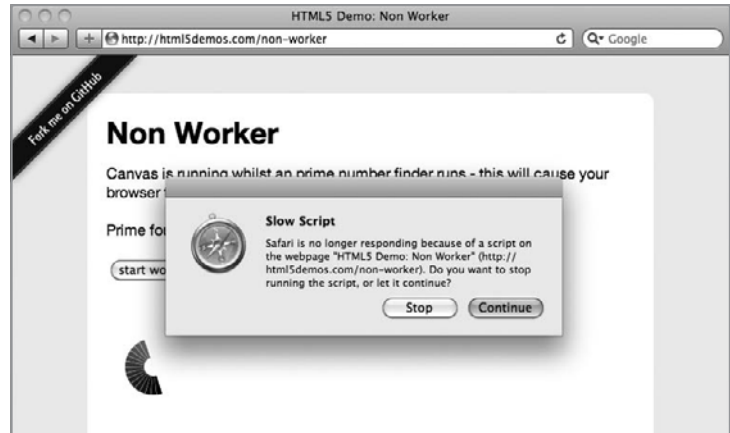 HTML5 Demo: Non Worker
http://html5demos.com/non-worker
Google
Fork me on GitHub
Non Worker
Canvas is running whilst an prime number finder runs - this will cause your
browser
Prime fo
start wo
Slow Script
Safari is no longer responding because of a script on
the webpage "HTML5 Demo: Non Worker" (http://
html5demos.com/non-worker). Do you want to stop
running the script, or let it continue?
Stop
Continue